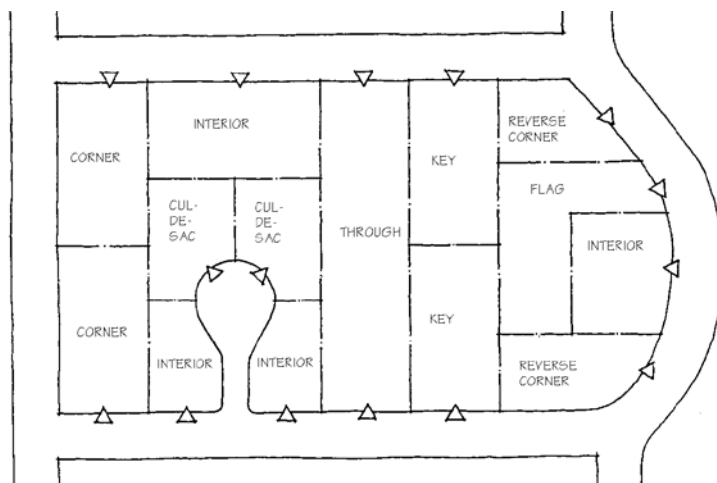 INTERIOR
REVERSE
CORNER
CORNER
KEY
FLAG
CUL-
DE-
SAC
CUL-
DE-
SAC
THROUGH
INTERIOR
CORNER
KEY
INTERIOR
INTERIOR
REVERSE
CORNER